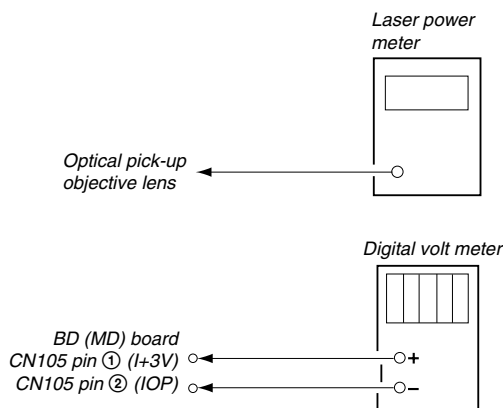 Laser power
meter
Optical pick-up
objective lens
Digital volt meter
BD (MD) board
CN105 pin ① (I+3V)
+
CN105 pin ② (IOP)
–